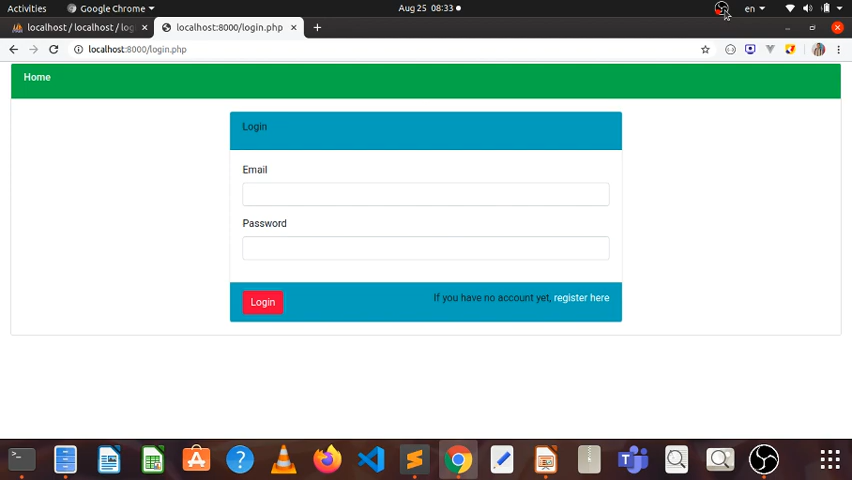 Activities Google Chrome Aug 25 08:33 en
localhost / localhost / log localhost:8000/login.php
localhost:8000/login.php
Home
Login
Email
Password
Login If you have no account yet, register here